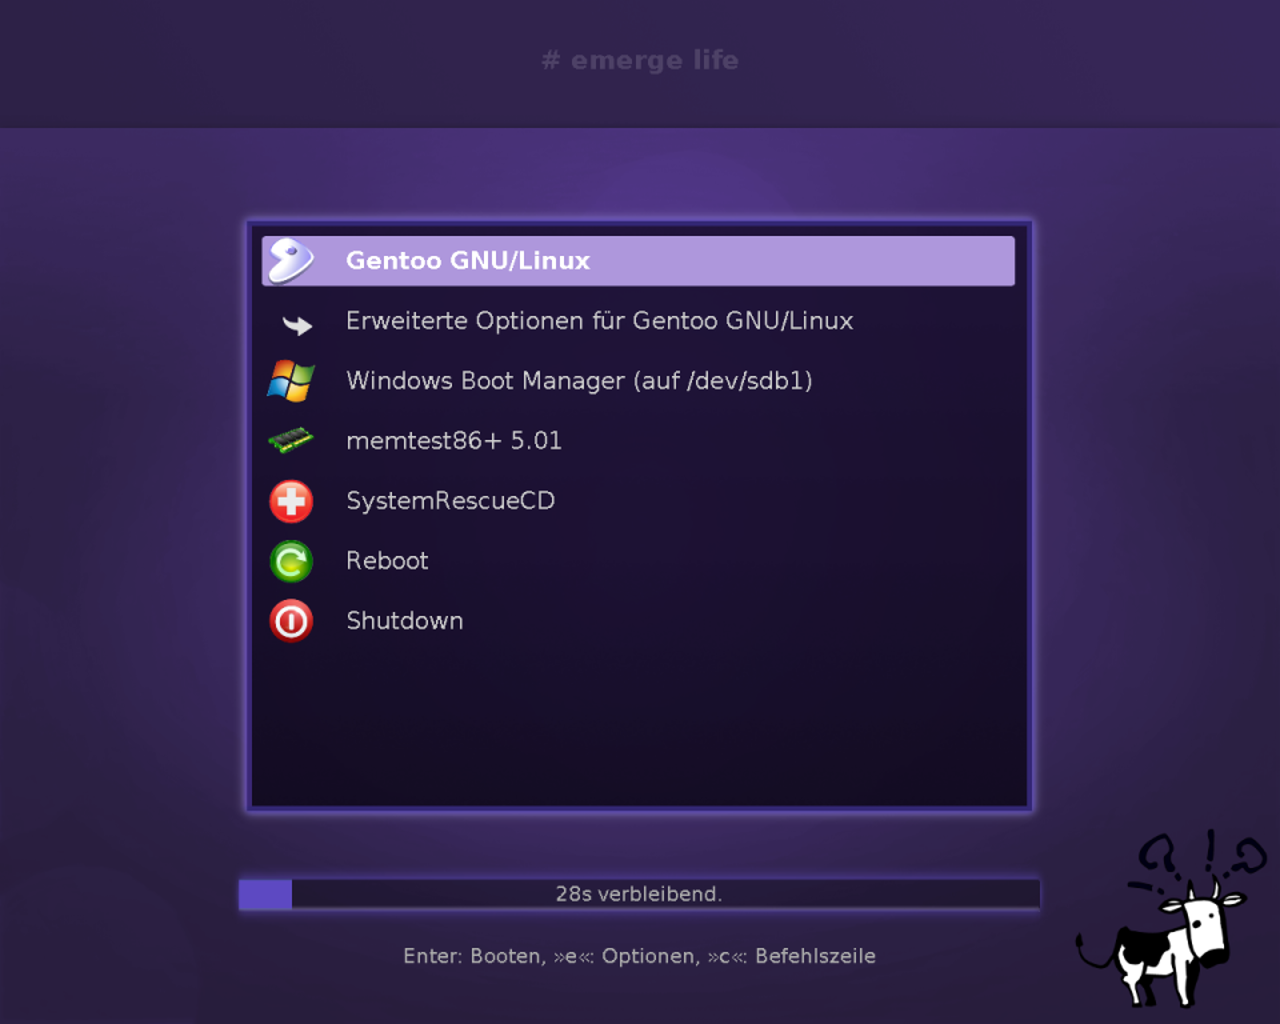 # emerge life
Gentoo GNU/Linux
Erweiterte Optionen für Gentoo GNU/Linux
Windows Boot Manager (auf /dev/sdb1)
memtest86+ 5.01
SystemRescueCD
Reboot
Shutdown
28s verbleibend.
Enter: Booten, »e«: Optionen, »c«: Befehlszeile
? ! ?